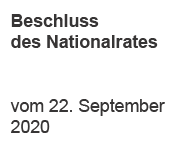 Beschluss
des Nationalrates
vom 22. September
2020